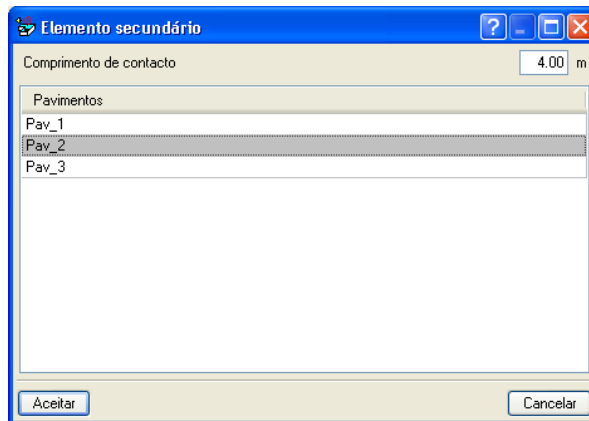 Elemento secundário
Comprimento de contacto 4.00 m
Pavimentos
Pav_1
Pav_2
Pav_3
Aceitar Cancelar